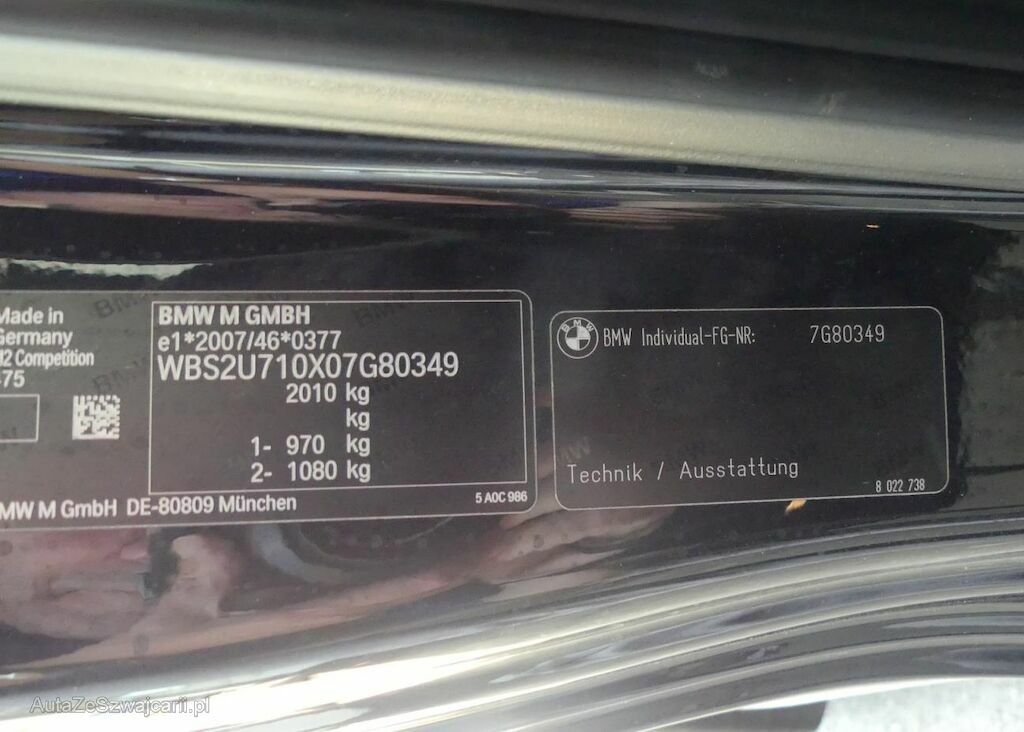 Made in
Germany
M2 Competition
475
BMW M GMBH
e1*2007/46*0377
WBS2U710X07G80349
2010 kg
kg
1- 970 kg
2- 1080 kg
BMW M GmbH DE-80809 München
5 A0C 986
BMW
BMW Individual-FG-NR: 7G80349
Technik / Ausstattung
8 022 738
AutaZeSzwajcarii.pl